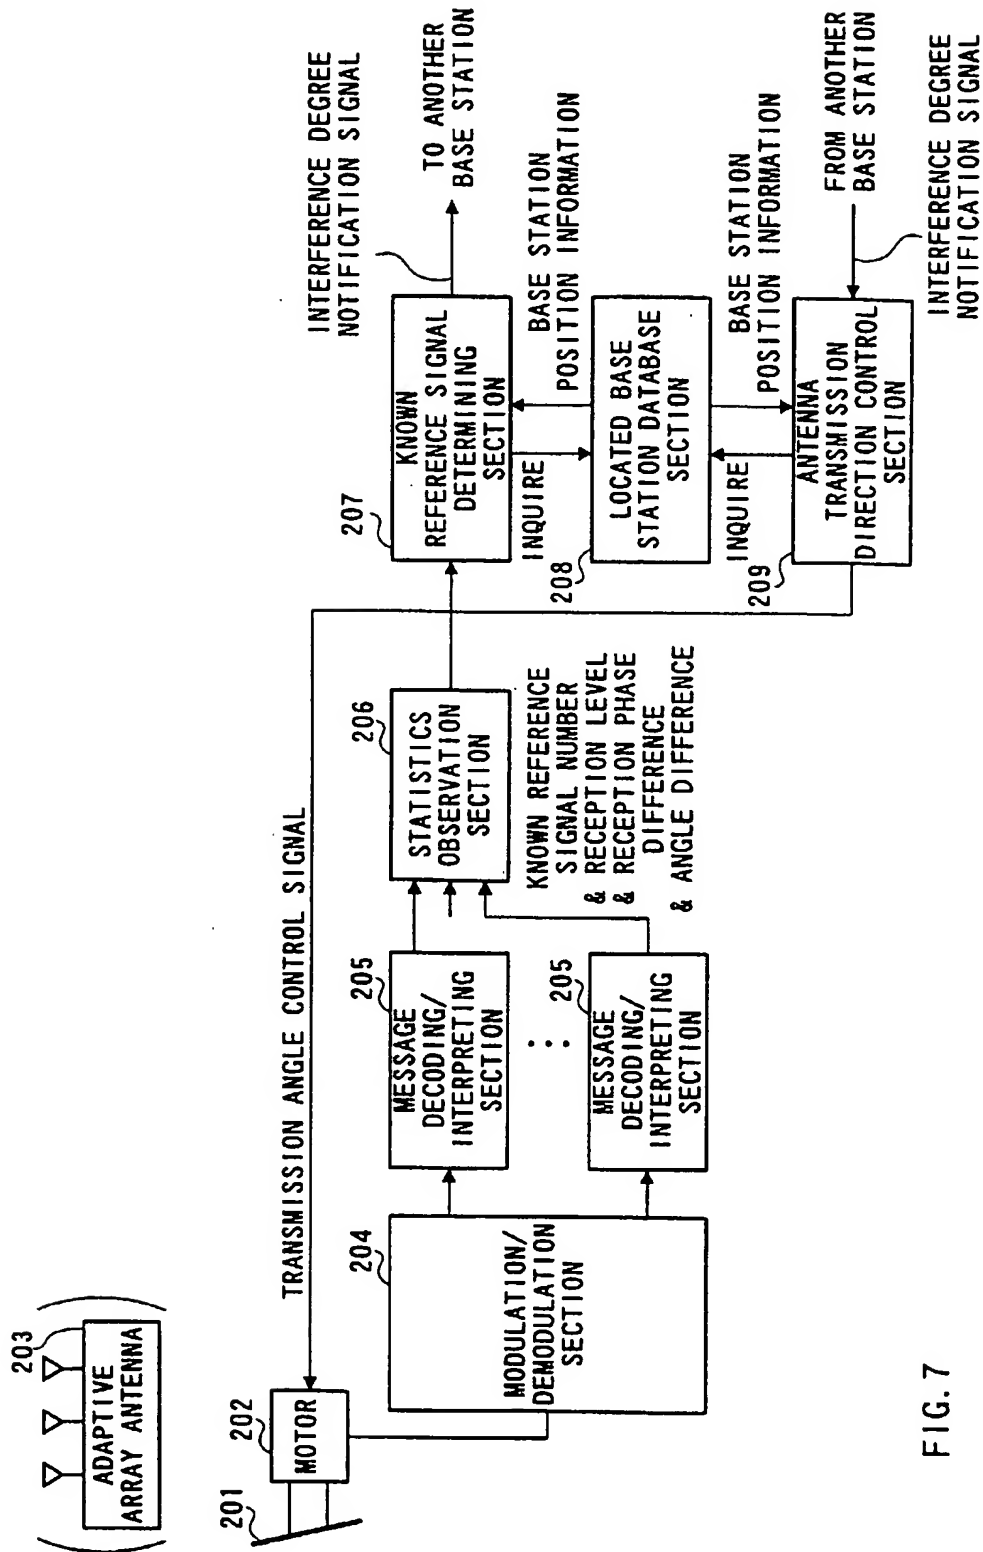 203
ADAPTIVE
ARRAY ANTENNA
201
202
MOTOR
TRANSMISSION ANGLE CONTROL SIGNAL
204
MODULATION/
DEMODULATION
SECTION
205
MESSAGE
DECODING/
INTERPRETING
SECTION
205
MESSAGE
DECODING/
INTERPRETING
SECTION
206
STATISTICS
OBSERVATION
SECTION
KNOWN REFERENCE
SIGNAL NUMBER
& RECEPTION LEVEL
& RECEPTION PHASE
DIFFERENCE
& ANGLE DIFFERENCE
207
KNOWN
REFERENCE SIGNAL
DETERMINING
SECTION
INTERFERENCE DEGREE
NOTIFICATION SIGNAL
TO ANOTHER
BASE STATION
INQUIRE
BASE STATION
POSITION INFORMATION
208
LOCATED BASE
STATION DATABASE
SECTION
INQUIRE
BASE STATION
POSITION INFORMATION
209
ANTENNA
TRANSMISSION
DIRECTION CONTROL
SECTION
FROM ANOTHER
BASE STATION
INTERFERENCE DEGREE
NOTIFICATION SIGNAL
FIG.7